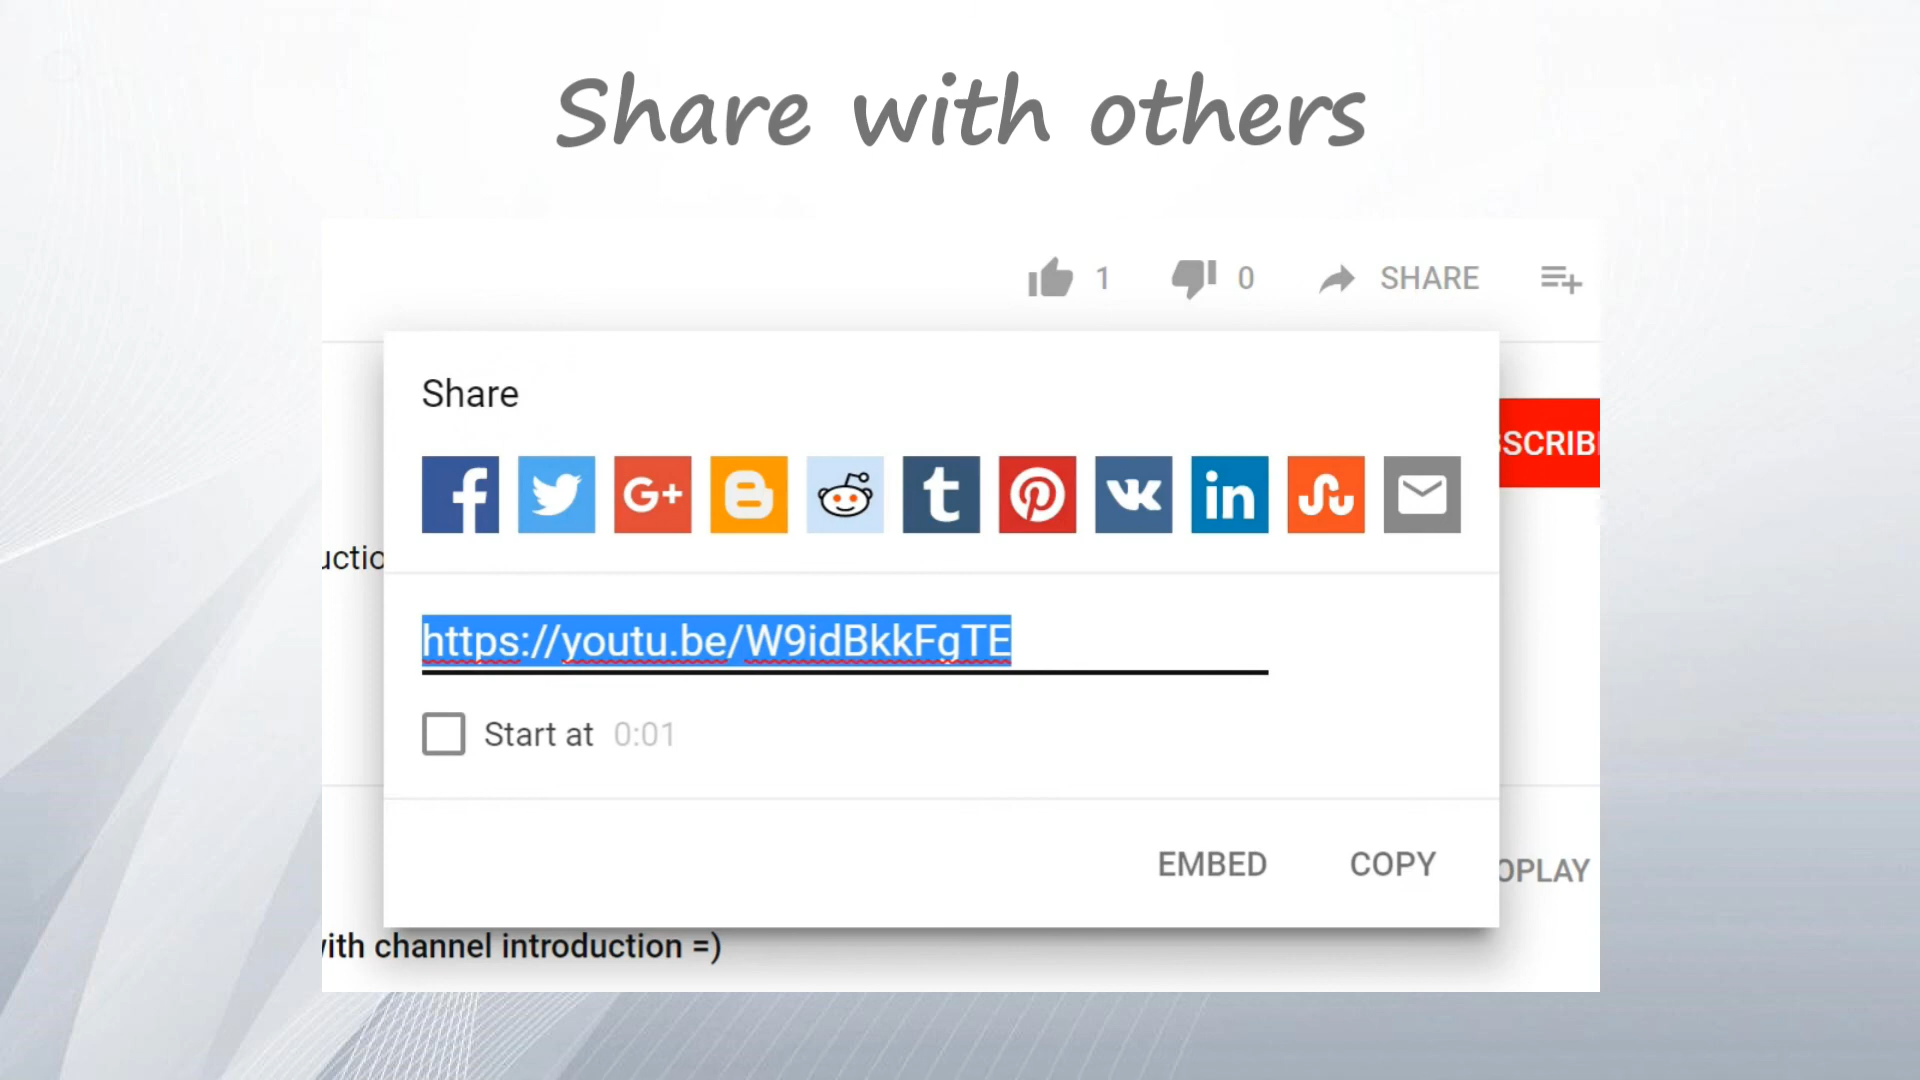 Share with others
1 0 SHARE
Share
SCRIB
G+
t
in
uctio
https://youtu.be/W9idBkkFgTE
Start at 0:01
EMBED COPY
OPLAY
ith channel introduction =)